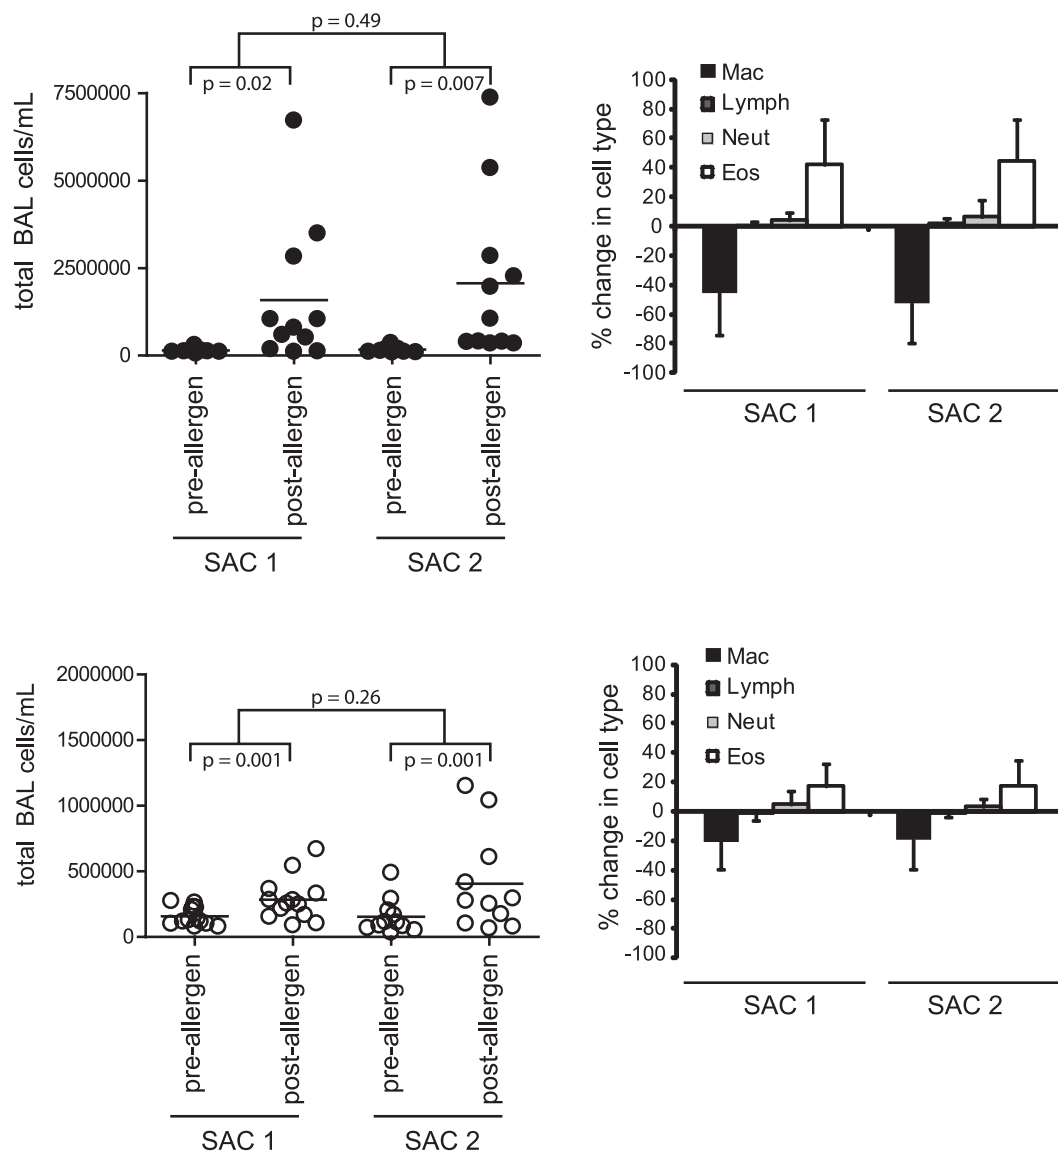 p = 0.49
p = 0.02
p = 0.007
total BAL cells/mL
7500000
5000000
2500000
0
pre-allergen
post-allergen
pre-allergen
post-allergen
SAC 1
SAC 2
% change in cell type
100
80
60
40
20
0
-20
-40
-60
-80
-100
Mac
Lymph
Neut
Eos
SAC 1
SAC 2
total BAL cells/mL
2000000
1500000
1000000
500000
0
p = 0.26
p = 0.001
p = 0.001
pre-allergen
post-allergen
pre-allergen
post-allergen
SAC 1
SAC 2
% change in cell type
100
80
60
40
20
0
-20
-40
-60
-80
-100
Mac
Lymph
Neut
Eos
SAC 1
SAC 2